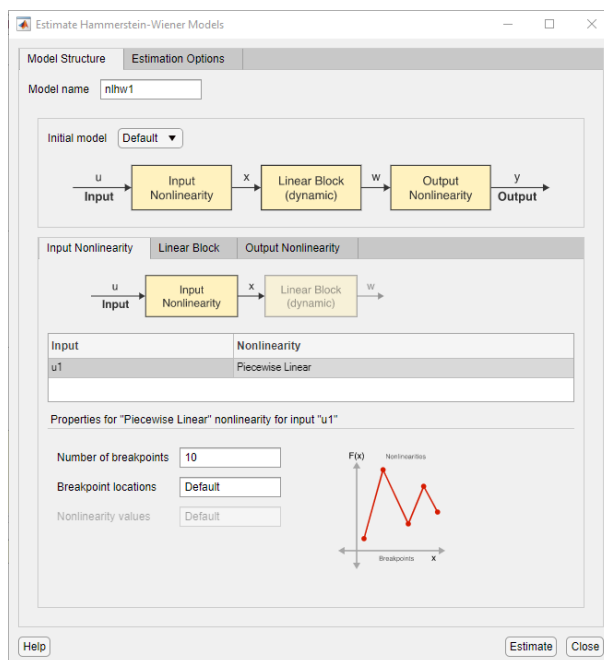 Estimate Hammerstein-Wiener Models
Model Structure Estimation Options
Model name nlhw1
Initial model Default
u Input
Input Nonlinearity
x
Linear Block (dynamic)
w
Output Nonlinearity
y Output
Input Nonlinearity Linear Block Output Nonlinearity
u Input
Input Nonlinearity
x
Linear Block (dynamic)
w
Input Nonlinearity
u1 Piecewise Linear
Properties for "Piecewise Linear" nonlinearity for input "u1"
Number of breakpoints 10
Breakpoint locations Default
Nonlinearity values Default
F(x) Nonlinearities
Breakpoints x
Help Estimate Close